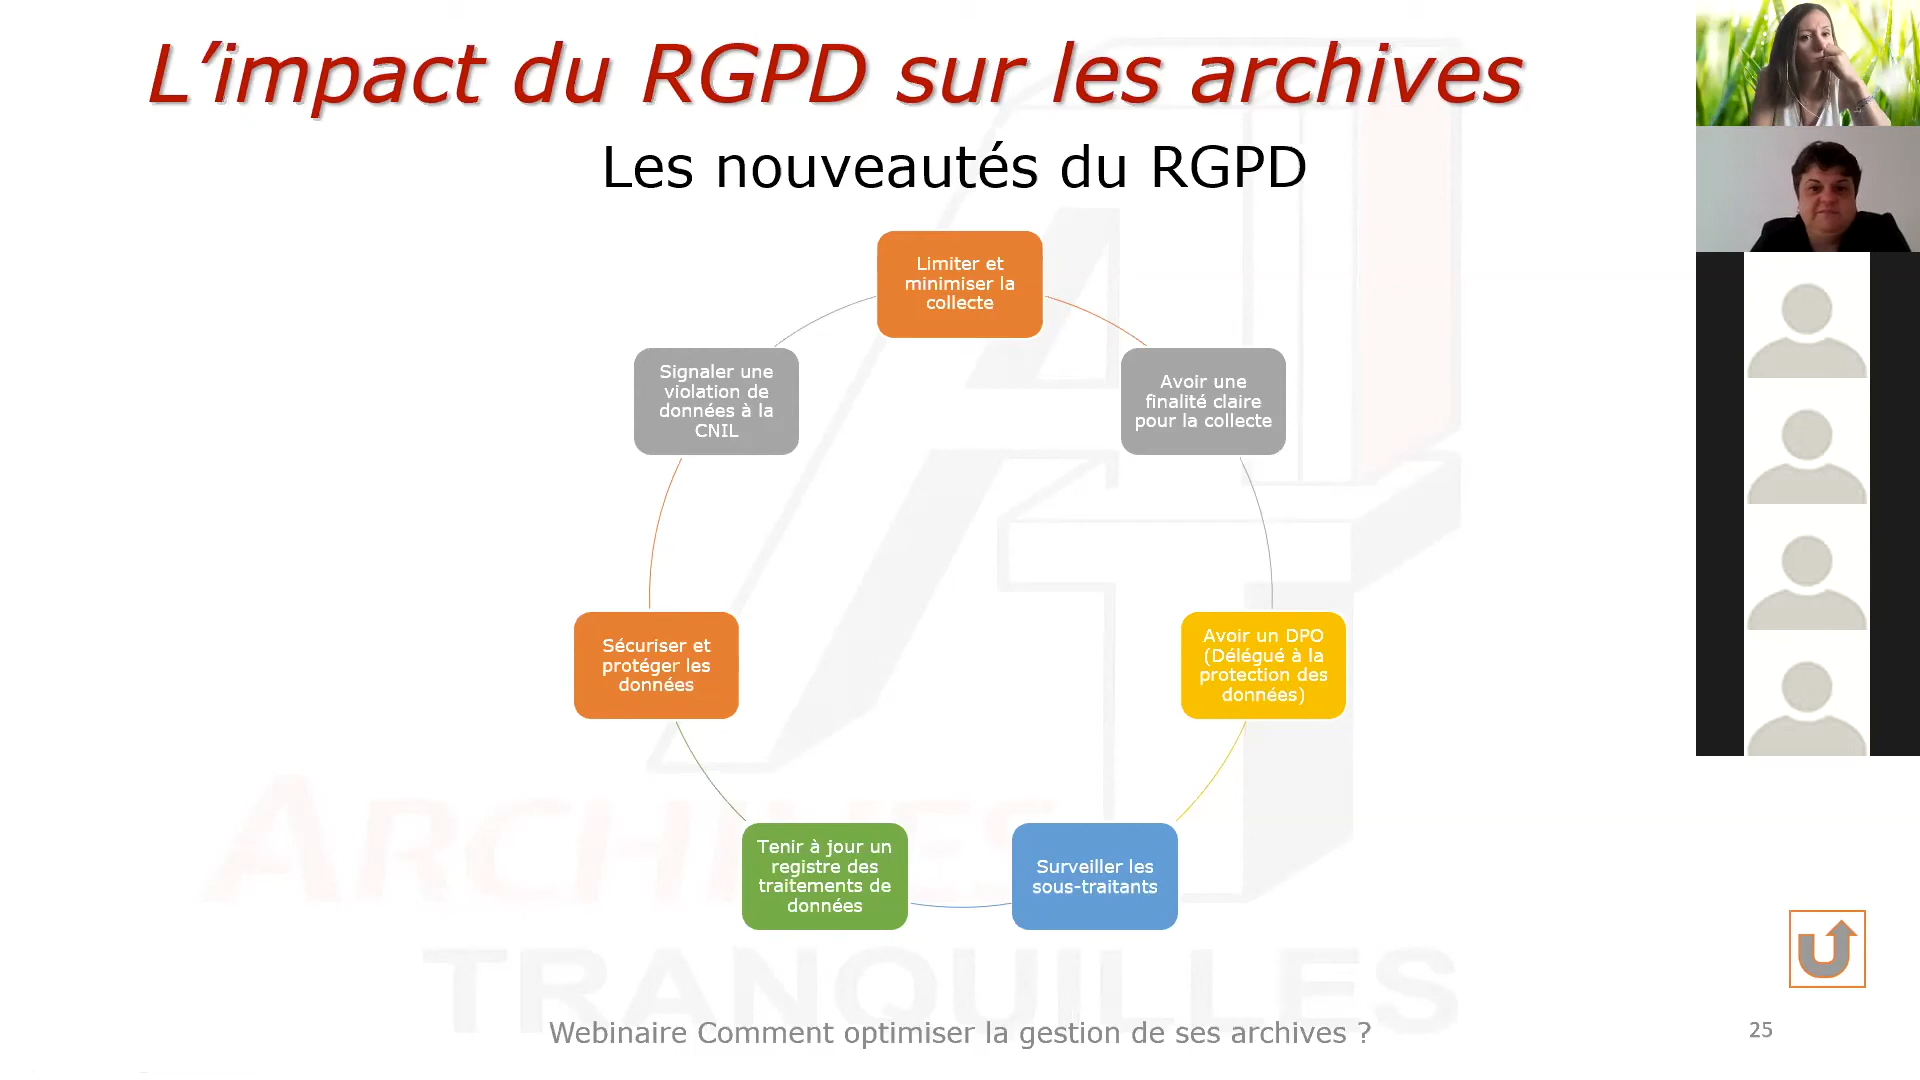 L’impact du RGPD sur les archives
Les nouveautés du RGPD
Limiter et
minimiser la
collecte
Avoir une
finalité claire
pour la collecte
Avoir un DPO
(Délégué à la
protection des
données)
Surveiller les
sous-traitants
Tenir à jour un
registre des
traitements de
données
Sécuriser et
protéger les
données
Signaler une
violation de
données à la
CNIL
ARCHIVES
TRANQUILLES
Webinaire Comment optimiser la gestion de ses archives ?
25